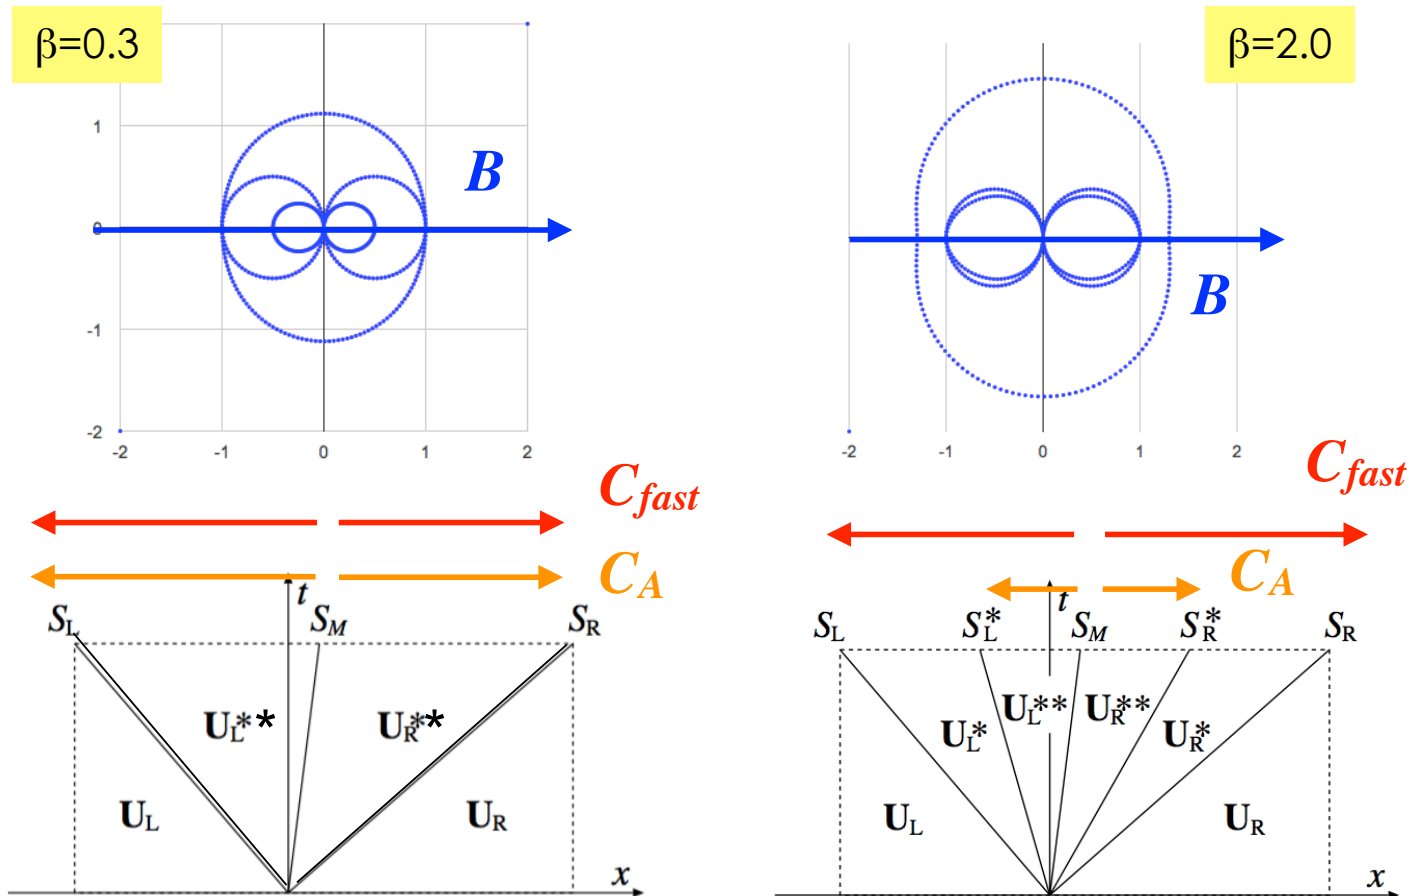 β=0.3
1
0
-1
-2
-2 -1 0 1 2
B
β=2.0
-2 -1 0 1 2
B
C_fast
C_A
t
S_L S_M S_R
U_L** U_R**
U_L U_R
x
C_fast
C_A
t
S_L S_L* S_M S_R* S_R
U_L* U_L** U_R** U_R*
U_L U_R
x